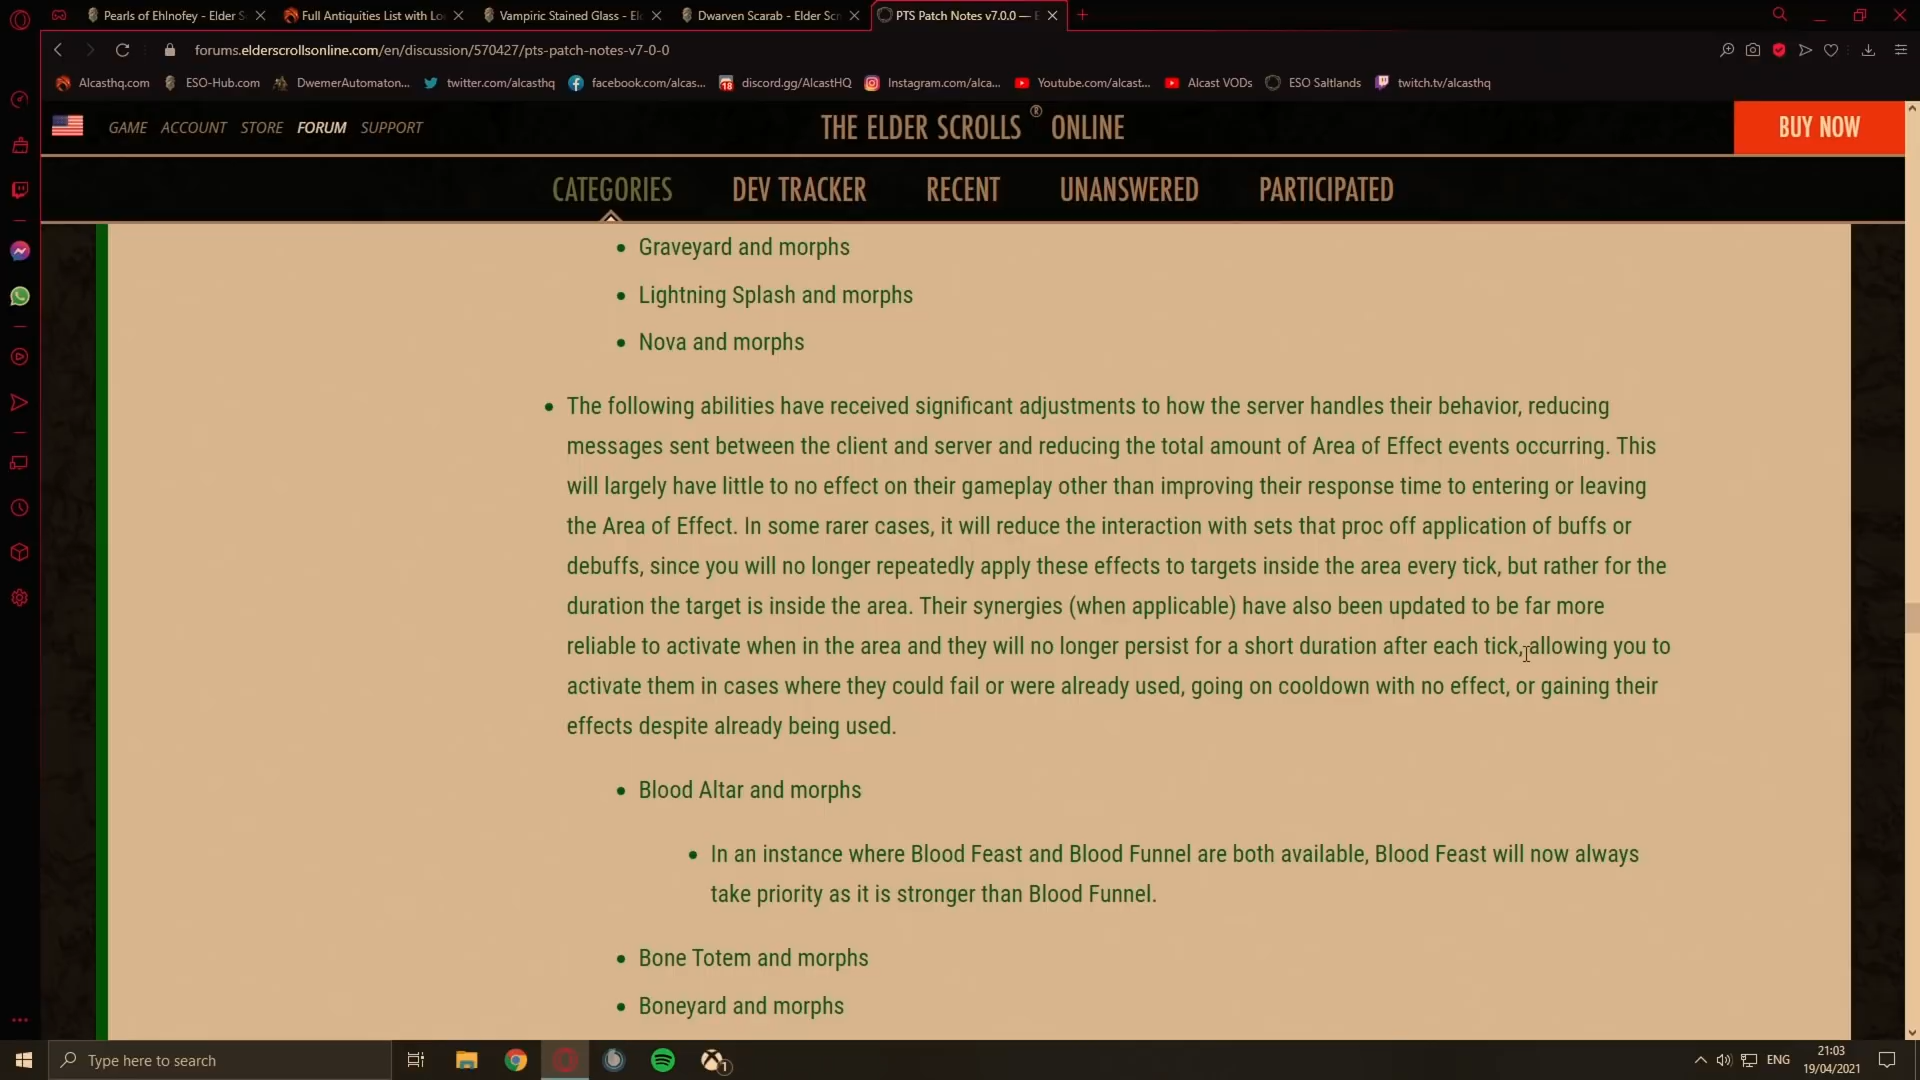 Pearls of Ehlnofey - Elder S
Full Antiquities List with Lo
Vampiric Stained Glass - El
Dwarven Scarab - Elder Scr
PTS Patch Notes v7.0.0 — E
forums.elderscrollsonline.com/en/discussion/570427/pts-patch-notes-v7-0-0
Alcasthq.com
ESO-Hub.com
DwemerAutomaton...
twitter.com/alcasthq
facebook.com/alcas...
18
discord.gg/AlcastHQ
Instagram.com/alca...
Youtube.com/alcast...
Alcast VODs
ESO Saltlands
twitch.tv/alcasthq
GAME ACCOUNT STORE FORUM SUPPORT
THE ELDER SCROLLS ® ONLINE
BUY NOW
CATEGORIES DEV TRACKER RECENT UNANSWERED PARTICIPATED
• Graveyard and morphs
• Lightning Splash and morphs
• Nova and morphs
• The following abilities have received significant adjustments to how the server handles their behavior, reducing
messages sent between the client and server and reducing the total amount of Area of Effect events occurring. This
will largely have little to no effect on their gameplay other than improving their response time to entering or leaving
the Area of Effect. In some rarer cases, it will reduce the interaction with sets that proc off application of buffs or
debuffs, since you will no longer repeatedly apply these effects to targets inside the area every tick, but rather for the
duration the target is inside the area. Their synergies (when applicable) have also been updated to be far more
reliable to activate when in the area and they will no longer persist for a short duration after each tick, allowing you to
activate them in cases where they could fail or were already used, going on cooldown with no effect, or gaining their
effects despite already being used.
• Blood Altar and morphs
• In an instance where Blood Feast and Blood Funnel are both available, Blood Feast will now always
take priority as it is stronger than Blood Funnel.
• Bone Totem and morphs
• Boneyard and morphs
Type here to search
1
ENG
21:03
19/04/2021